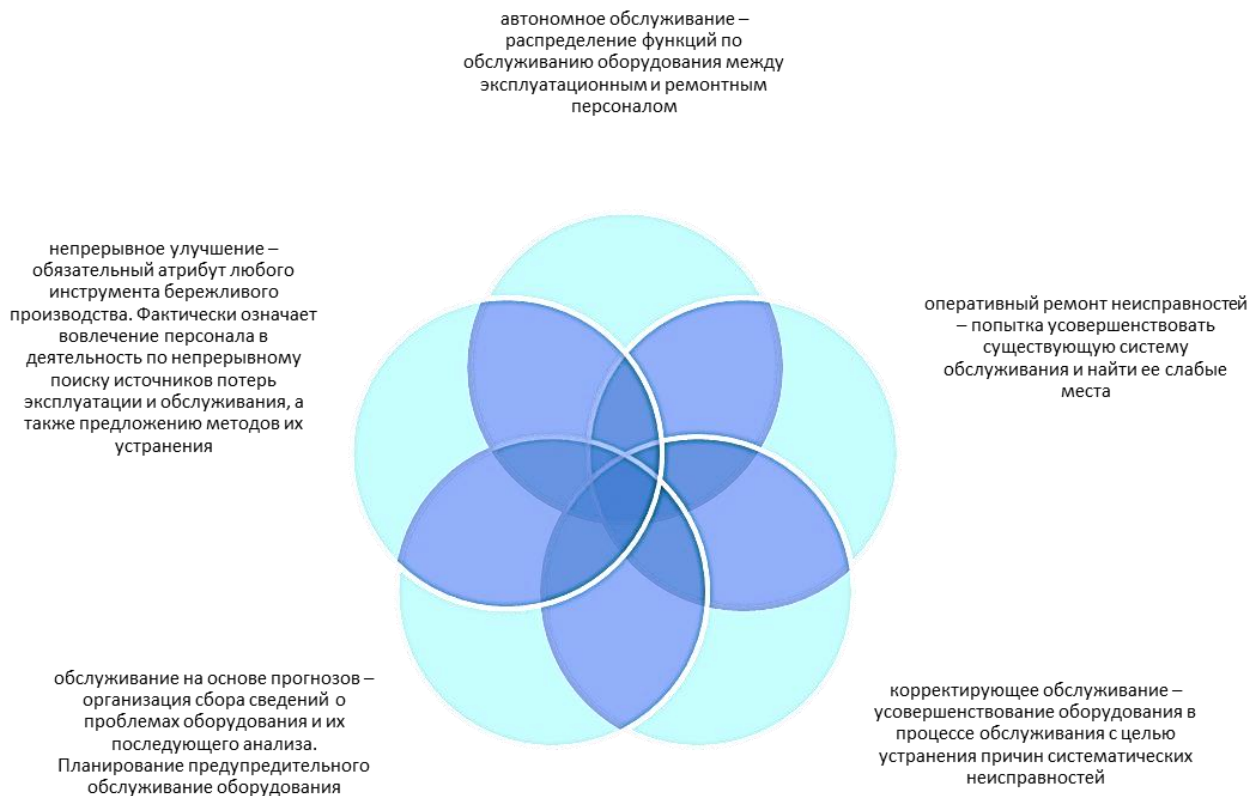 автономное обслуживание –
распределение функций по
обслуживанию оборудования между
эксплуатационным и ремонтным
персоналом
непрерывное улучшение –
обязательный атрибут любого
инструмента бережливого
производства. Фактически означает
вовлечение персонала в
деятельность по непрерывному
поиску источников потерь
эксплуатации и обслуживания, а
также предложению методов их
устранения
оперативный ремонт неисправностей
– попытка усовершенствовать
существующую систему
обслуживания и найти ее слабые
места
обслуживание на основе прогнозов –
организация сбора сведений о
проблемах оборудования и их
последующего анализа.
Планирование предупредительного
обслуживание оборудования
корректирующее обслуживание –
усовершенствование оборудования в
процессе обслуживания с целью
устранения причин систематических
неисправностей